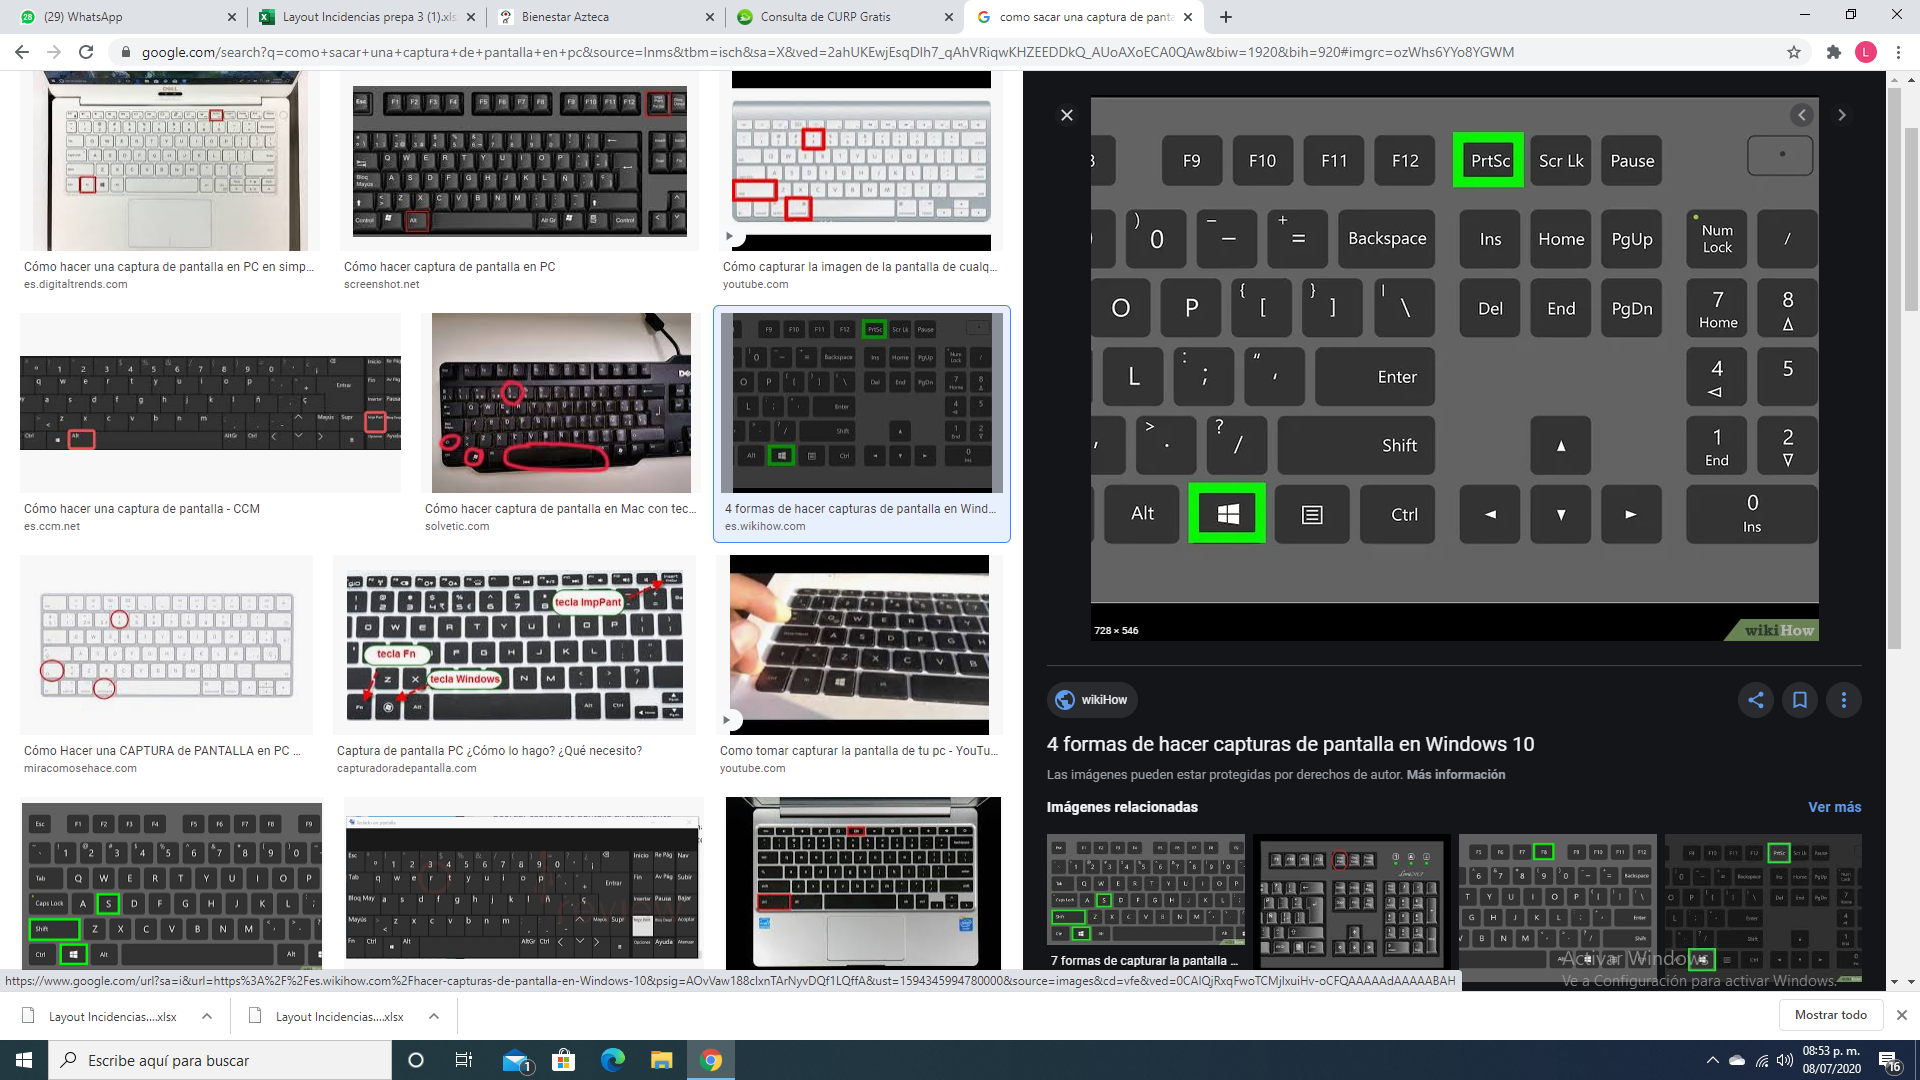 (29) WhatsApp
Layout Incidencias prepa 3 (1).xls
Bienestar Azteca
Consulta de CURP Gratis
como sacar una captura de panta
google.com/search?q=como+sacar+una+captura+de+pantalla+en+pc&source=lnms&tbm=isch&sa=X&ved=2ahUKEwjEsqDlh7_qAhVRiqwKHZEEDDkQ_AUoAXoECA0QAw&biw=1920&bih=920#imgrc=ozWhs6YYo8YGWM
L
Cómo hacer una captura de pantalla en PC en simp...
es.digitaltrends.com
Cómo hacer captura de pantalla en PC
screenshot.net
Cómo capturar la imagen de la pantalla de cualq...
youtube.com
Cómo hacer una captura de pantalla - CCM
es.ccm.net
Cómo hacer captura de pantalla en Mac con tec...
solvetic.com
4 formas de hacer capturas de pantalla en Wind...
es.wikihow.com
tecla ImpPant
tecla Fn
tecla Windows
Cómo Hacer una CAPTURA de PANTALLA en PC ...
miracomosehace.com
Captura de pantalla PC ¿Cómo lo hago? ¿Qué necesito?
capturadoradepantalla.com
Como tomar capturar la pantalla de tu pc - YouTu...
youtube.com
F9 F10 F11 F12 PrtSc Scr Lk Pause
) 0 _ – + = Backspace Ins Home PgUp Num Lock /
O P { [ } ] | \ Del End PgDn 7 Home 8
L : ; “ ‘ Enter 4 5
> . ? / Shift 1 End 2
Alt Ctrl 0 Ins
728 × 546
wikiHow
wikiHow
4 formas de hacer capturas de pantalla en Windows 10
Las imágenes pueden estar protegidas por derechos de autor. Más información
Imágenes relacionadas
Ver más
7 formas de capturar la pantalla ...
Activar Windows
Ve a Configuración para activar Windows.
https://www.google.com/url?sa=i&url=https%3A%2F%2Fes.wikihow.com%2Fhacer-capturas-de-pantalla-en-Windows-10&psig=AOvVaw188clxnTArNyvDQf1LQffA&ust=1594345994780000&source=images&cd=vfe&ved=0CAIQjRxqFwoTCMjIxuiHv-oCFQAAAAAdAAAAABAH
Layout Incidencias....xlsx
Layout Incidencias....xlsx
Mostrar todo
Escribe aquí para buscar
1
08:53 p. m.
08/07/2020
16